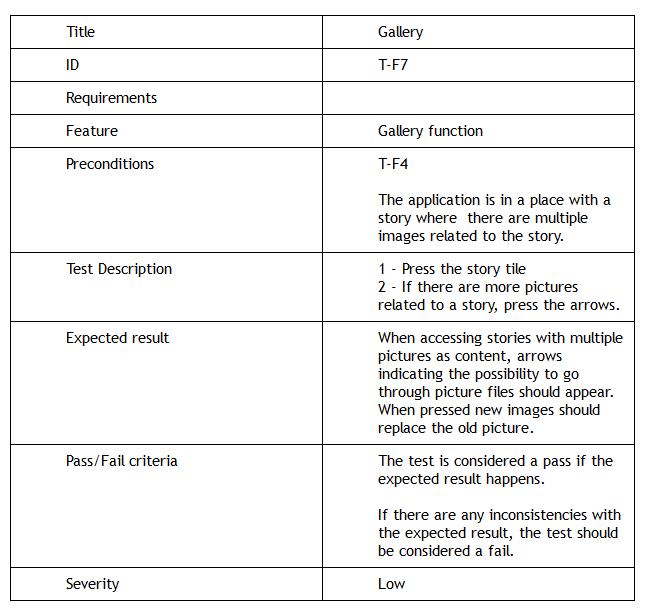 Title Gallery
ID T-F7
Requirements
Feature Gallery function
Preconditions T-F4
The application is in a place with a
story where  there are multiple
images related to the story.
Test Description 1 - Press the story tile
2 - If there are more pictures
related to a story, press the arrows.
Expected result When accessing stories with multiple
pictures as content, arrows
indicating the possibility to go
through picture files should appear.
When pressed new images should
replace the old picture.
Pass/Fail criteria The test is considered a pass if the
expected result happens.
If there are any inconsistencies with
the expected result, the test should
be considered a fail.
Severity Low